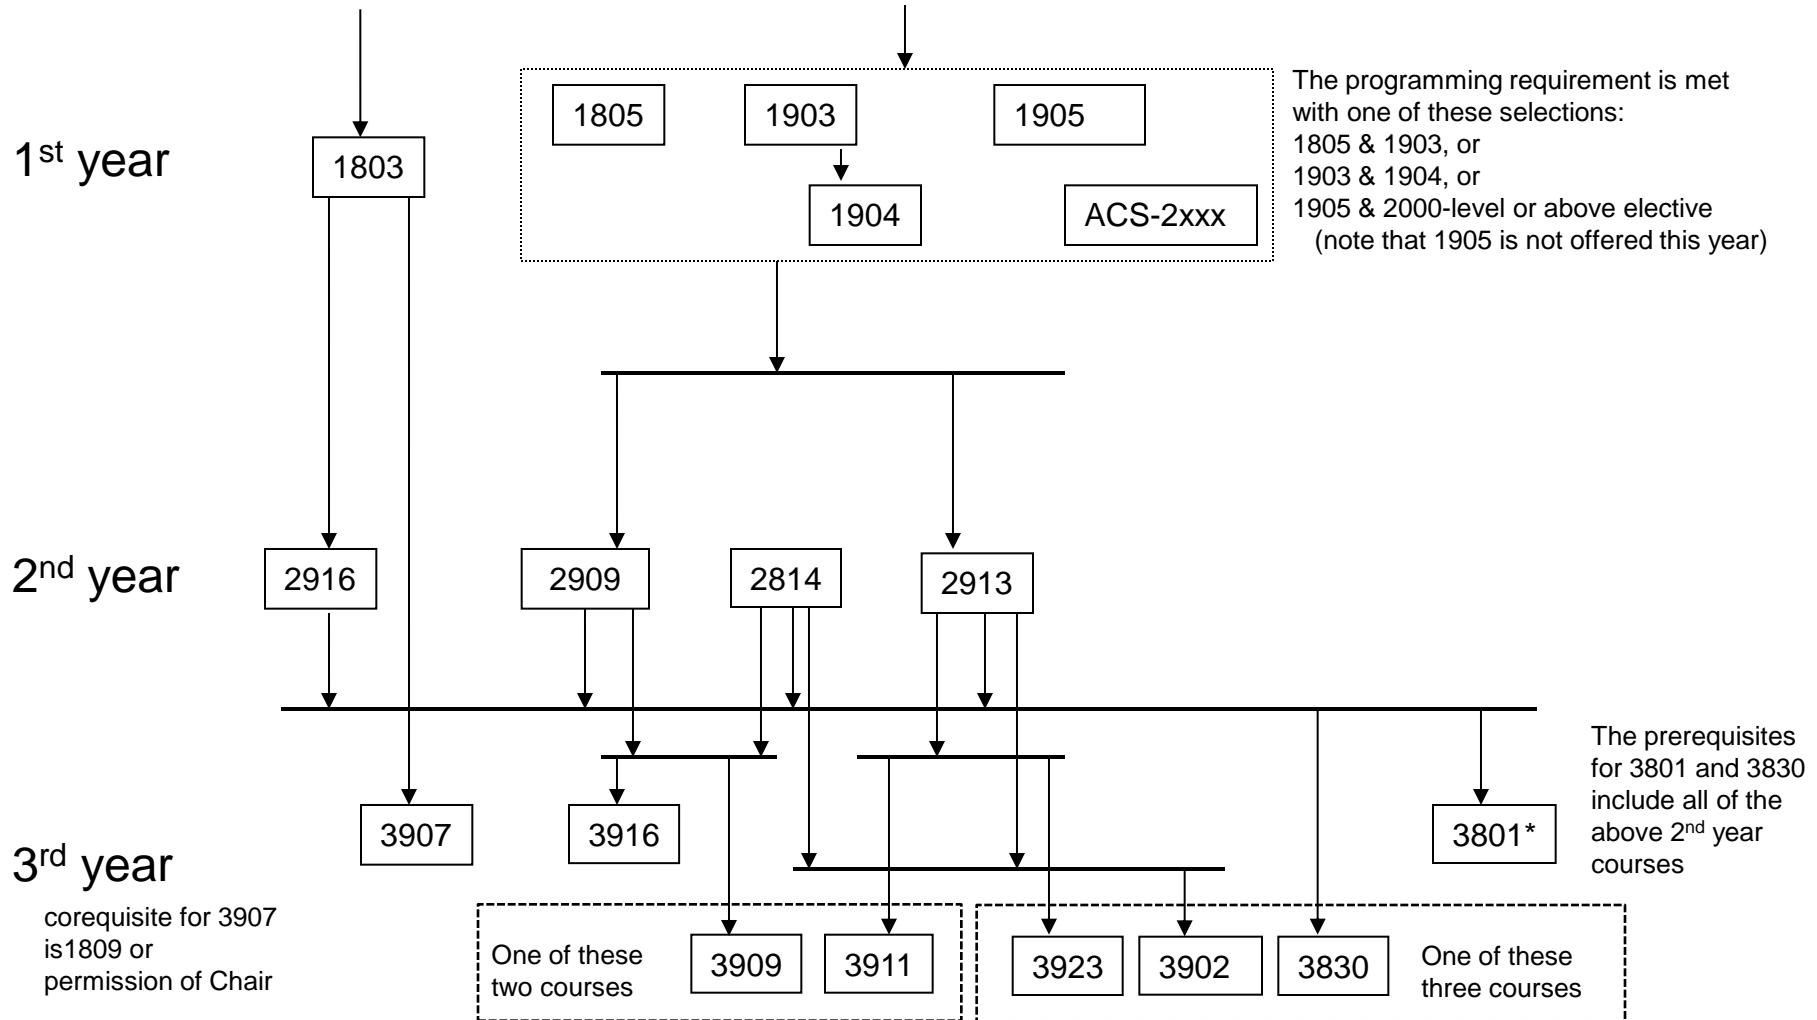 The programming requirement is met
with one of these selections:
1805 & 1903, or
1903 & 1904, or
1905 & 2000-level or above elective
(note that 1905 is not offered this year)
1805
1903
1905
1st year
1803
1904
ACS-2xxx
2nd year
2916
2909
2814
2913
The prerequisites
for 3801 and 3830
include all of the
above 2nd year
courses
3907
3916
3801*
3rd year
corequisite for 3907
is1809 or
permission of Chair
One of these
two courses
3909
3911
3923
3902
3830
One of these
three courses